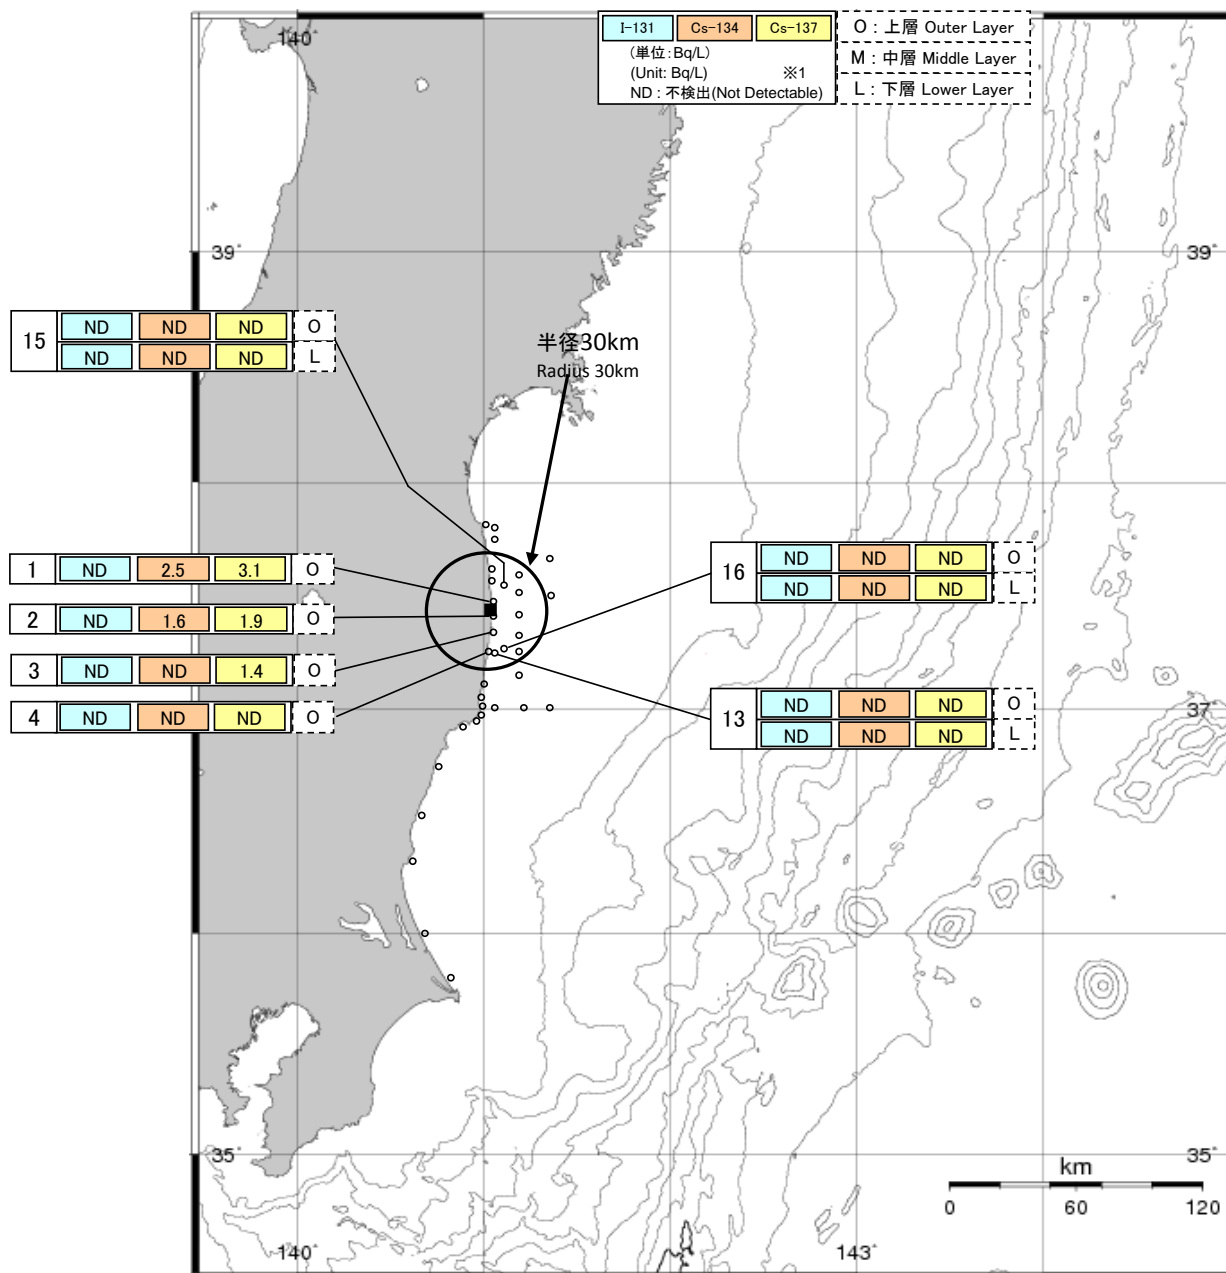 140°
I-131 Cs-134 Cs-137
(単位:Bq/L)
(Unit: Bq/L) ※1
ND : 不検出(Not Detectable)
O : 上層 Outer Layer
M : 中層 Middle Layer
L : 下層 Lower Layer
39° 39°
15 ND ND ND O
ND ND ND L
半径30km
Radius 30km
1 ND 2.5 3.1 O
2 ND 1.6 1.9 O
3 ND ND 1.4 O
4 ND ND ND O
16 ND ND ND O
ND ND ND L
13 ND ND ND O
ND ND ND L
37°
35° 35°
km
0 60 120
140° 143°